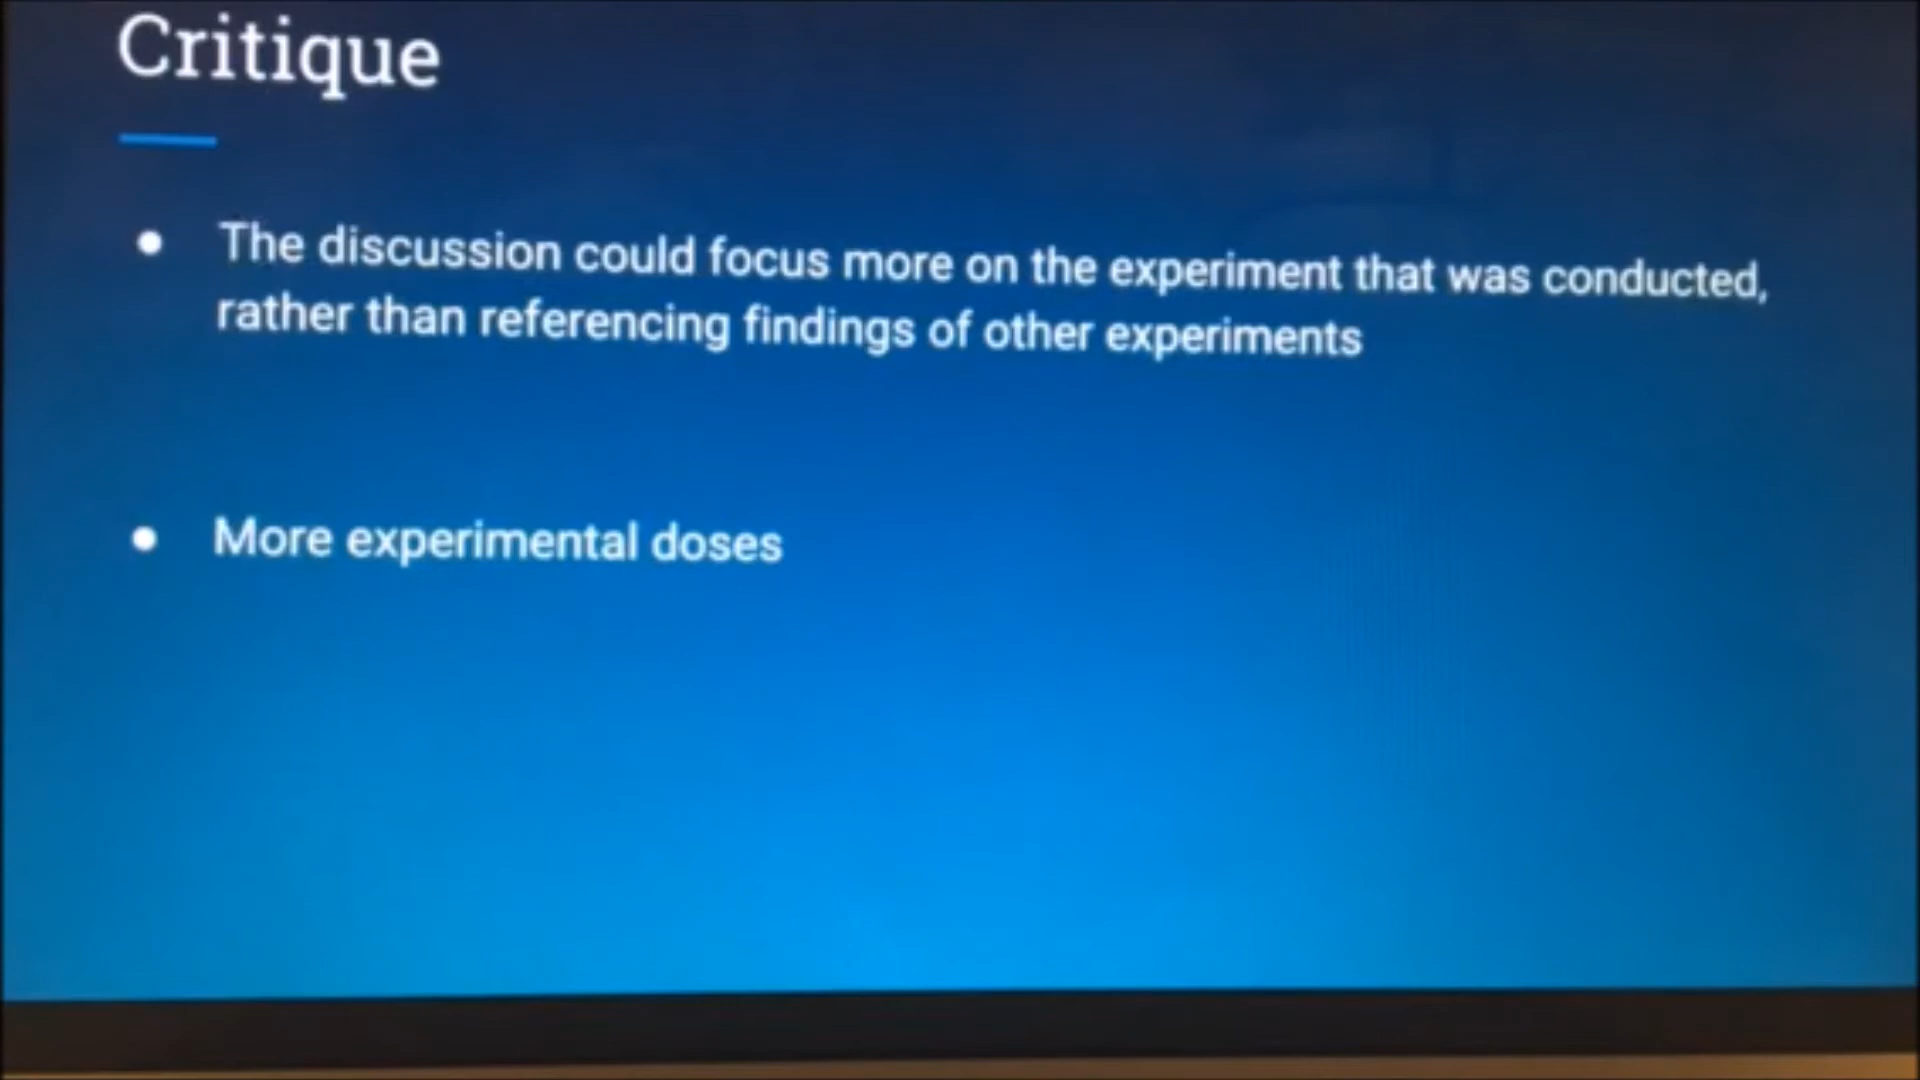 Critique
The discussion could focus more on the experiment that was conducted,
rather than referencing findings of other experiments
More experimental doses